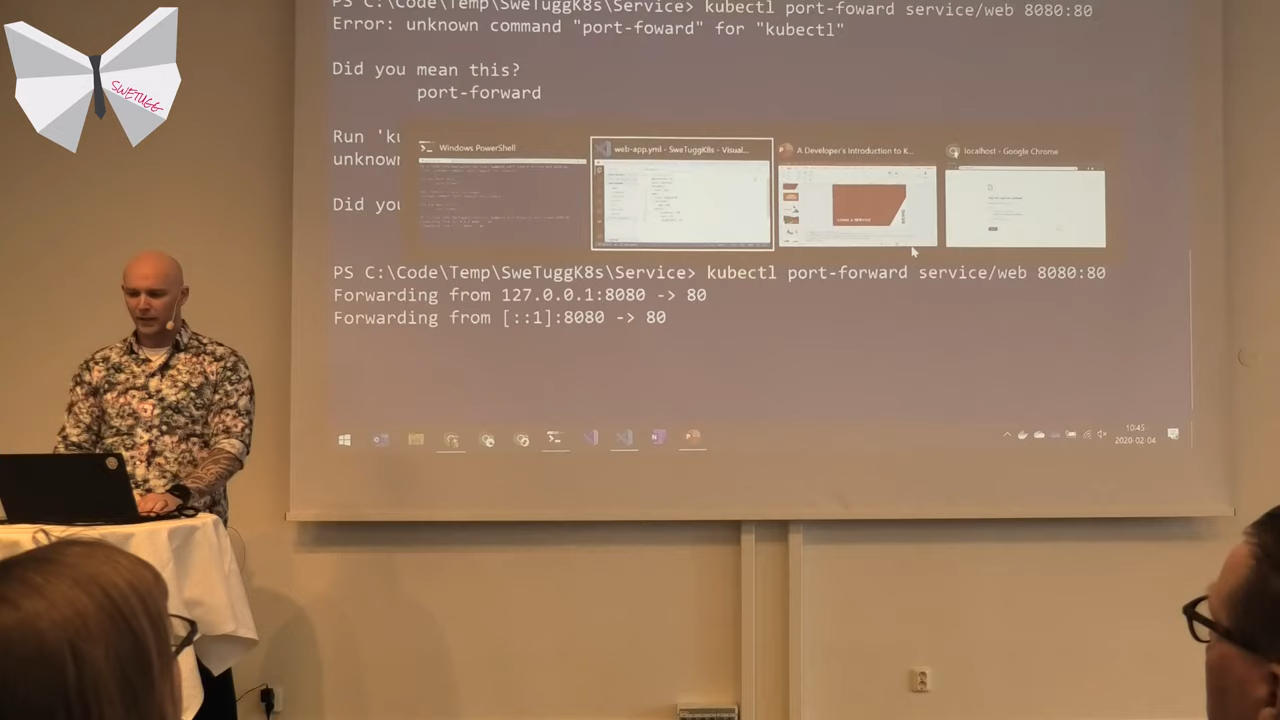 PS C:\Code\Temp\SweTuggK8s\Service> kubectl port-foward service/web 8080:80
Error: unknown command "port-foward" for "kubectl"
Did you mean this?
port-forward
Run 'ku
unknown
Did you
Windows PowerShell
web-app.yml - SweTuggK8s - Visual...
A Developer's Introduction to K...
localhost - Google Chrome
PS C:\Code\Temp\SweTuggK8s\Service> kubectl port-forward service/web 8080:80
Forwarding from 127.0.0.1:8080 -> 80
Forwarding from [::1]:8080 -> 80
10:45
2020-02-04
SWETUGG